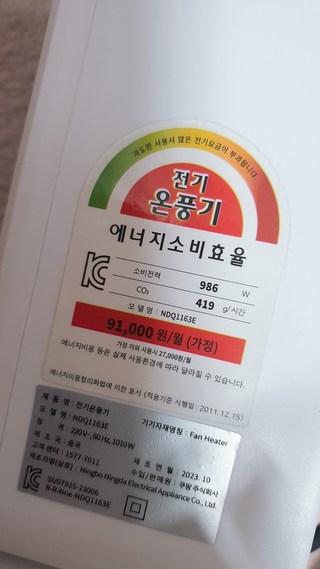 과도한 사용시 많은 전기요금이 부과됩니다.
전기
온풍기
에너지소비효율
소비전력 986 W
CO₂ 419 g/시간
모 델 명 : NDQ1163E
91,000 원/월 (가정)
가정 이외 사용시 27,000원/월
에너지비용 등은 실제 사용환경에 따라 달라질 수 있습니다.
에너지이용합리화법에 의한 표시 (적용기준 시행일 : 2011.12.15)
제 품 명 : 전기온풍기
모 델 명 : NDQ1163E 기기자재명칭 : Fan Heater
정 격 : 220V~, 60Hz, 1010W
제 조 국 : 중국 제 조 연 월 : 2023. 10
고객 센터 : 1577-7011 수입/판매원 : 쿠팡 주식회사
제조자명(상호) : Ningbo Ningda Electrical Appliance Co., Ltd.
SU07915-23006
R-R-Nne-NDQ1163E